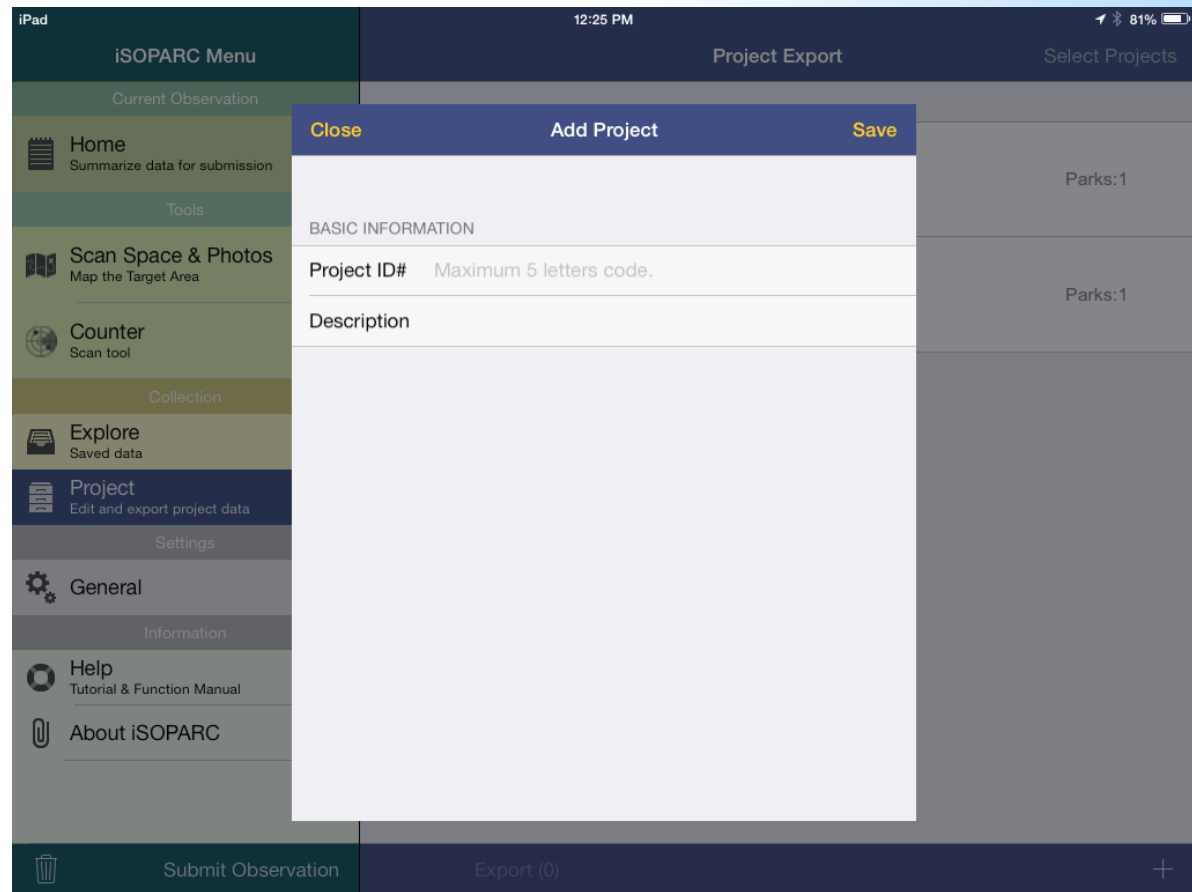 iPad
12:25 PM
81%
iSOPARC Menu
Project Export
Select Projects
Current Observation
Home
Summarize data for submission
Tools
Scan Space & Photos
Map the Target Area
Counter
Scan tool
Collection
Explore
Saved data
Project
Edit and export project data
Settings
General
Information
Help
Tutorial & Function Manual
About iSOPARC
Submit Observation
Close
Add Project
Save
BASIC INFORMATION
Project ID#
Maximum 5 letters code.
Description
Parks:1
Parks:1
Export (0)